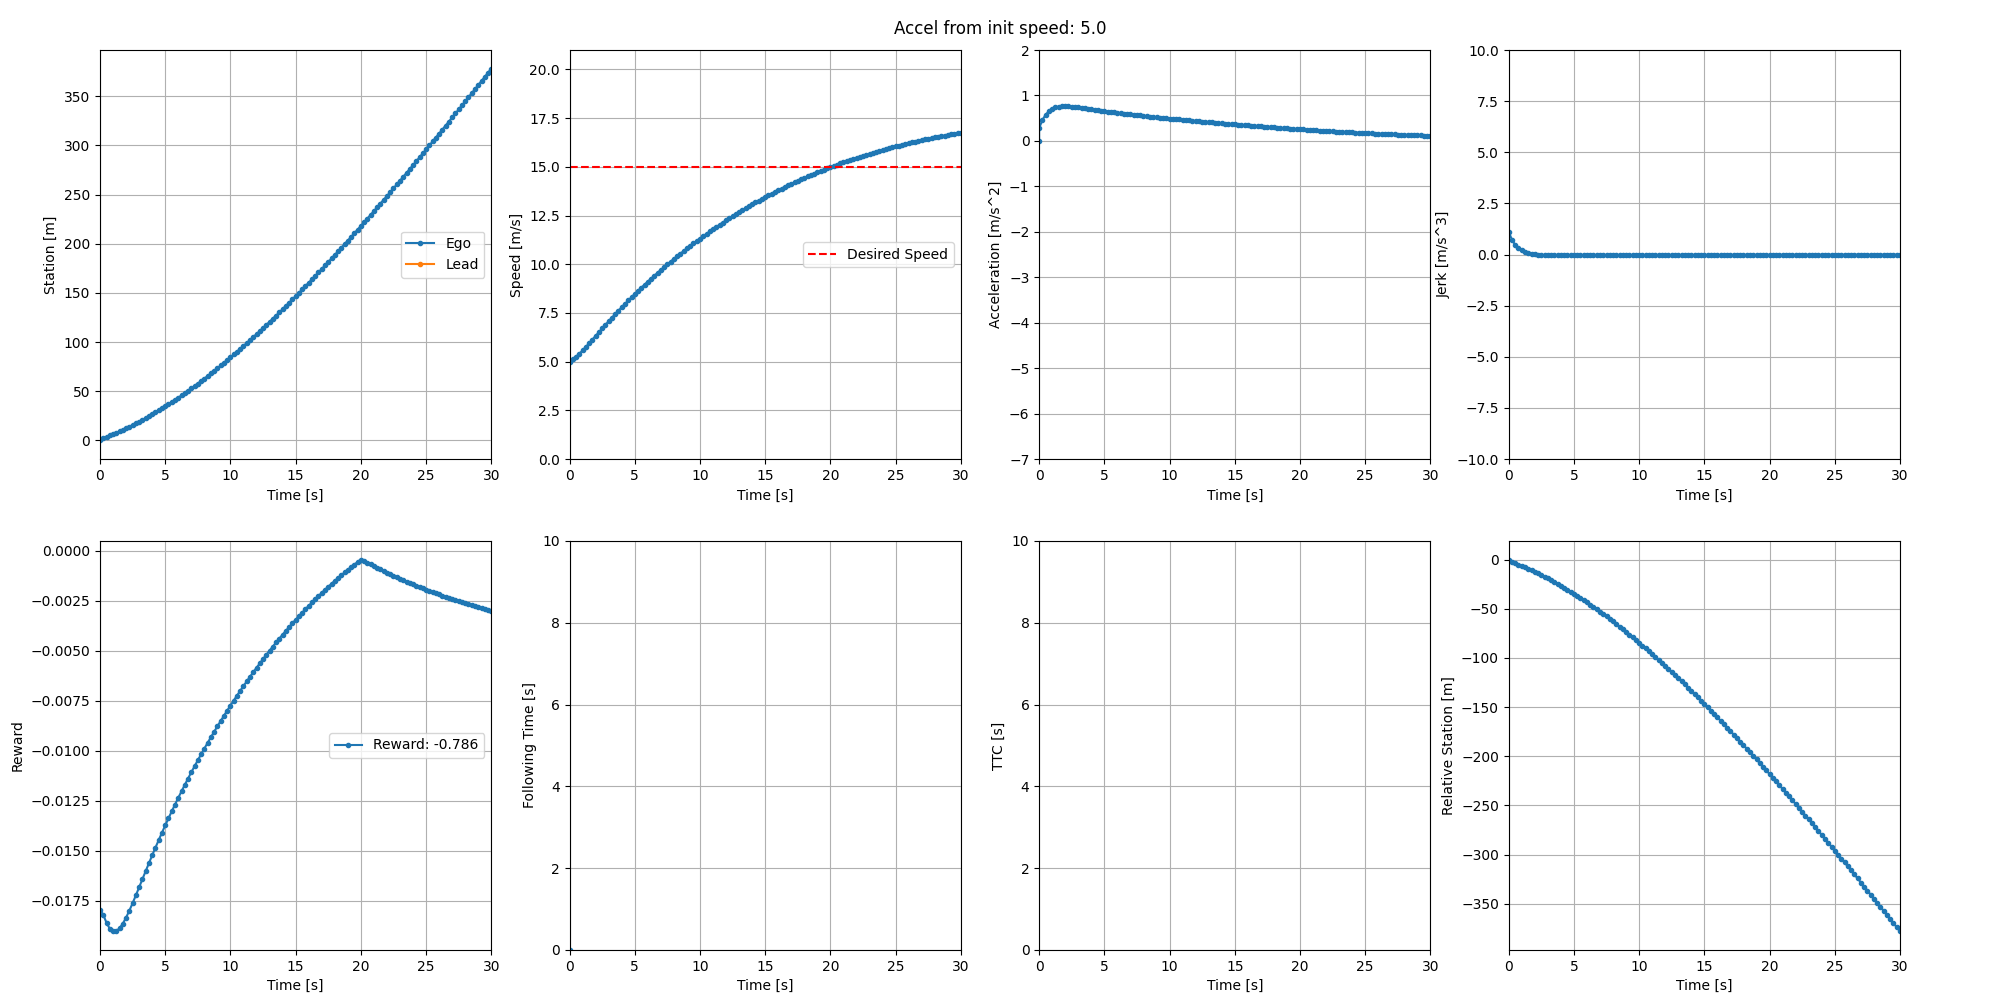 Accel from init speed: 5.0
Station [m]
350
300
250
200
150
100
50
0
Ego
Lead
0 5 10 15 20 25 30
Time [s]
Speed [m/s]
20.0
17.5
15.0
12.5
10.0
7.5
5.0
2.5
0.0
Desired Speed
0 5 10 15 20 25 30
Time [s]
Acceleration [m/s^2]
2
1
0
−1
−2
−3
−4
−5
−6
−7
0 5 10 15 20 25 30
Time [s]
Jerk [m/s^3]
10.0
7.5
5.0
2.5
0.0
−2.5
−5.0
−7.5
−10.0
0 5 10 15 20 25 30
Time [s]
Reward
0.0000
−0.0025
−0.0050
−0.0075
−0.0100
−0.0125
−0.0150
−0.0175
Reward: -0.786
0 5 10 15 20 25 30
Time [s]
Following Time [s]
10
8
6
4
2
0
0 5 10 15 20 25 30
Time [s]
TTC [s]
10
8
6
4
2
0
0 5 10 15 20 25 30
Time [s]
Relative Station [m]
0
−50
−100
−150
−200
−250
−300
−350
0 5 10 15 20 25 30
Time [s]